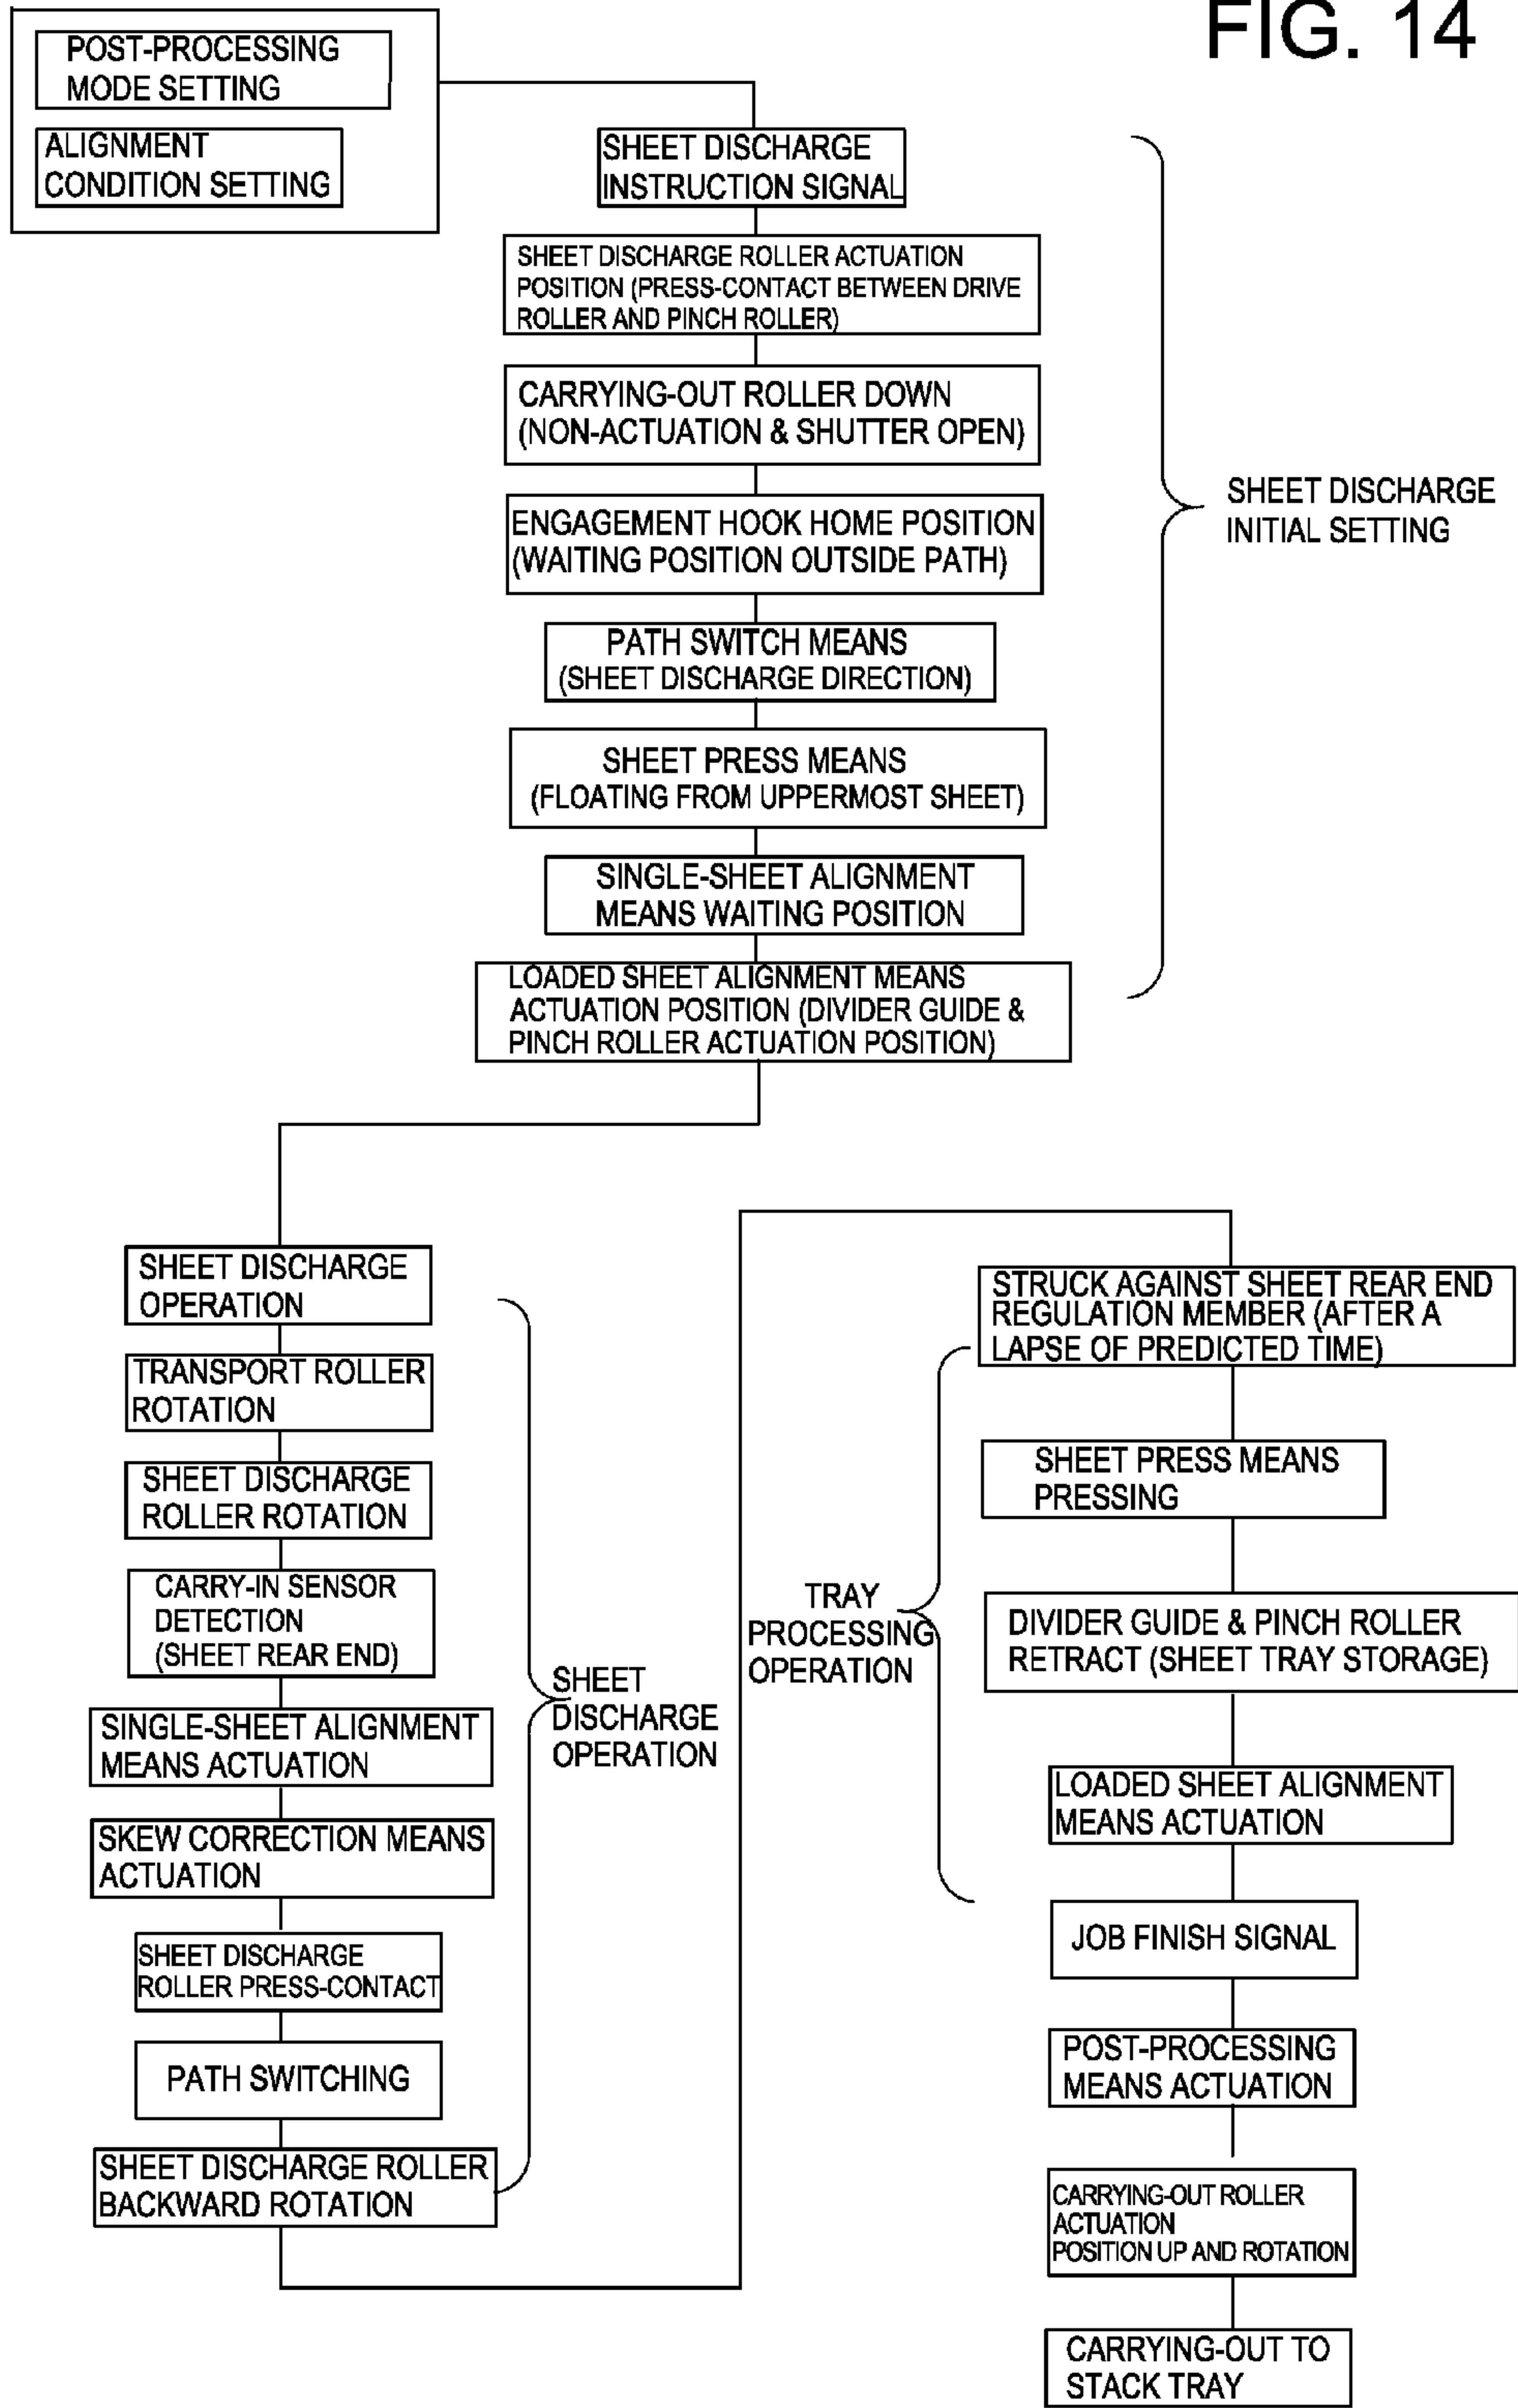 FIG. 14
POST-PROCESSING
MODE SETTING
ALIGNMENT
CONDITION SETTING
SHEET DISCHARGE
INSTRUCTION SIGNAL
SHEET DISCHARGE ROLLER ACTUATION
POSITION (PRESS-CONTACT BETWEEN DRIVE
ROLLER AND PINCH ROLLER)
CARRYING-OUT ROLLER DOWN
(NON-ACTUATION & SHUTTER OPEN)
ENGAGEMENT HOOK HOME POSITION
(WAITING POSITION OUTSIDE PATH)
PATH SWITCH MEANS
(SHEET DISCHARGE DIRECTION)
SHEET PRESS MEANS
(FLOATING FROM UPPERMOST SHEET)
SINGLE-SHEET ALIGNMENT
MEANS WAITING POSITION
LOADED SHEET ALIGNMENT MEANS
ACTUATION POSITION (DIVIDER GUIDE &
PINCH ROLLER ACTUATION POSITION)
SHEET DISCHARGE
INITIAL SETTING
SHEET DISCHARGE
OPERATION
TRANSPORT ROLLER
ROTATION
SHEET DISCHARGE
ROLLER ROTATION
CARRY-IN SENSOR
DETECTION
(SHEET REAR END)
SINGLE-SHEET ALIGNMENT
MEANS ACTUATION
SKEW CORRECTION MEANS
ACTUATION
SHEET DISCHARGE
ROLLER PRESS-CONTACT
PATH SWITCHING
SHEET DISCHARGE ROLLER
BACKWARD ROTATION
SHEET
DISCHARGE
OPERATION
STRUCK AGAINST SHEET REAR END
REGULATION MEMBER (AFTER A
LAPSE OF PREDICTED TIME)
SHEET PRESS MEANS
PRESSING
DIVIDER GUIDE & PINCH ROLLER
RETRACT (SHEET TRAY STORAGE)
LOADED SHEET ALIGNMENT
MEANS ACTUATION
TRAY
PROCESSING
OPERATION
JOB FINISH SIGNAL
POST-PROCESSING
MEANS ACTUATION
CARRYING-OUT ROLLER
ACTUATION
POSITION UP AND ROTATION
CARRYING-OUT TO
STACK TRAY